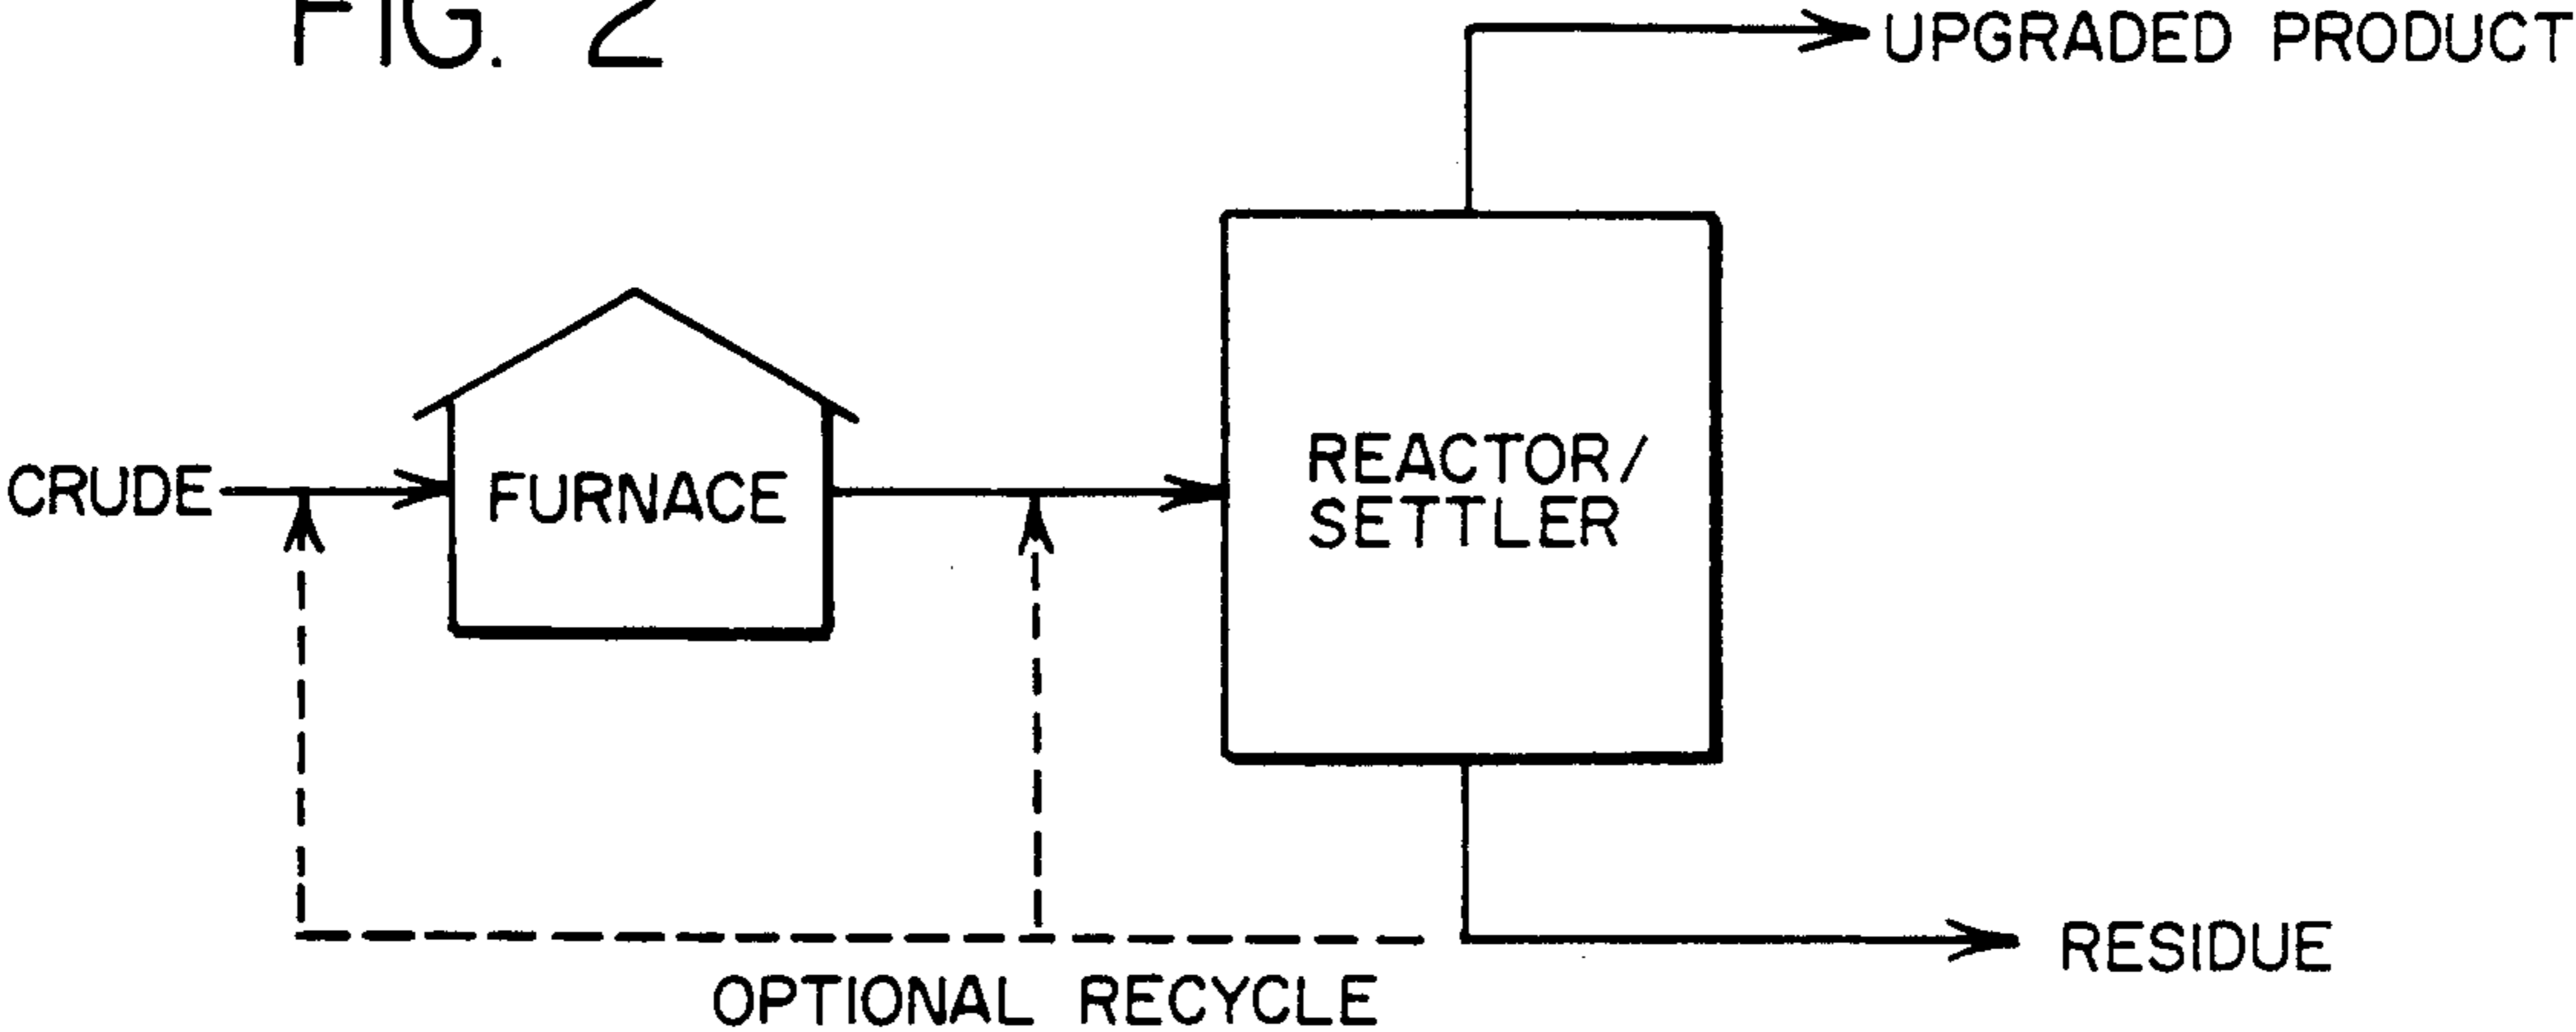 FIG. 2
UPGRADED PRODUCT
CRUDE
FURNACE
REACTOR/
SETTLER
RESIDUE
OPTIONAL RECYCLE